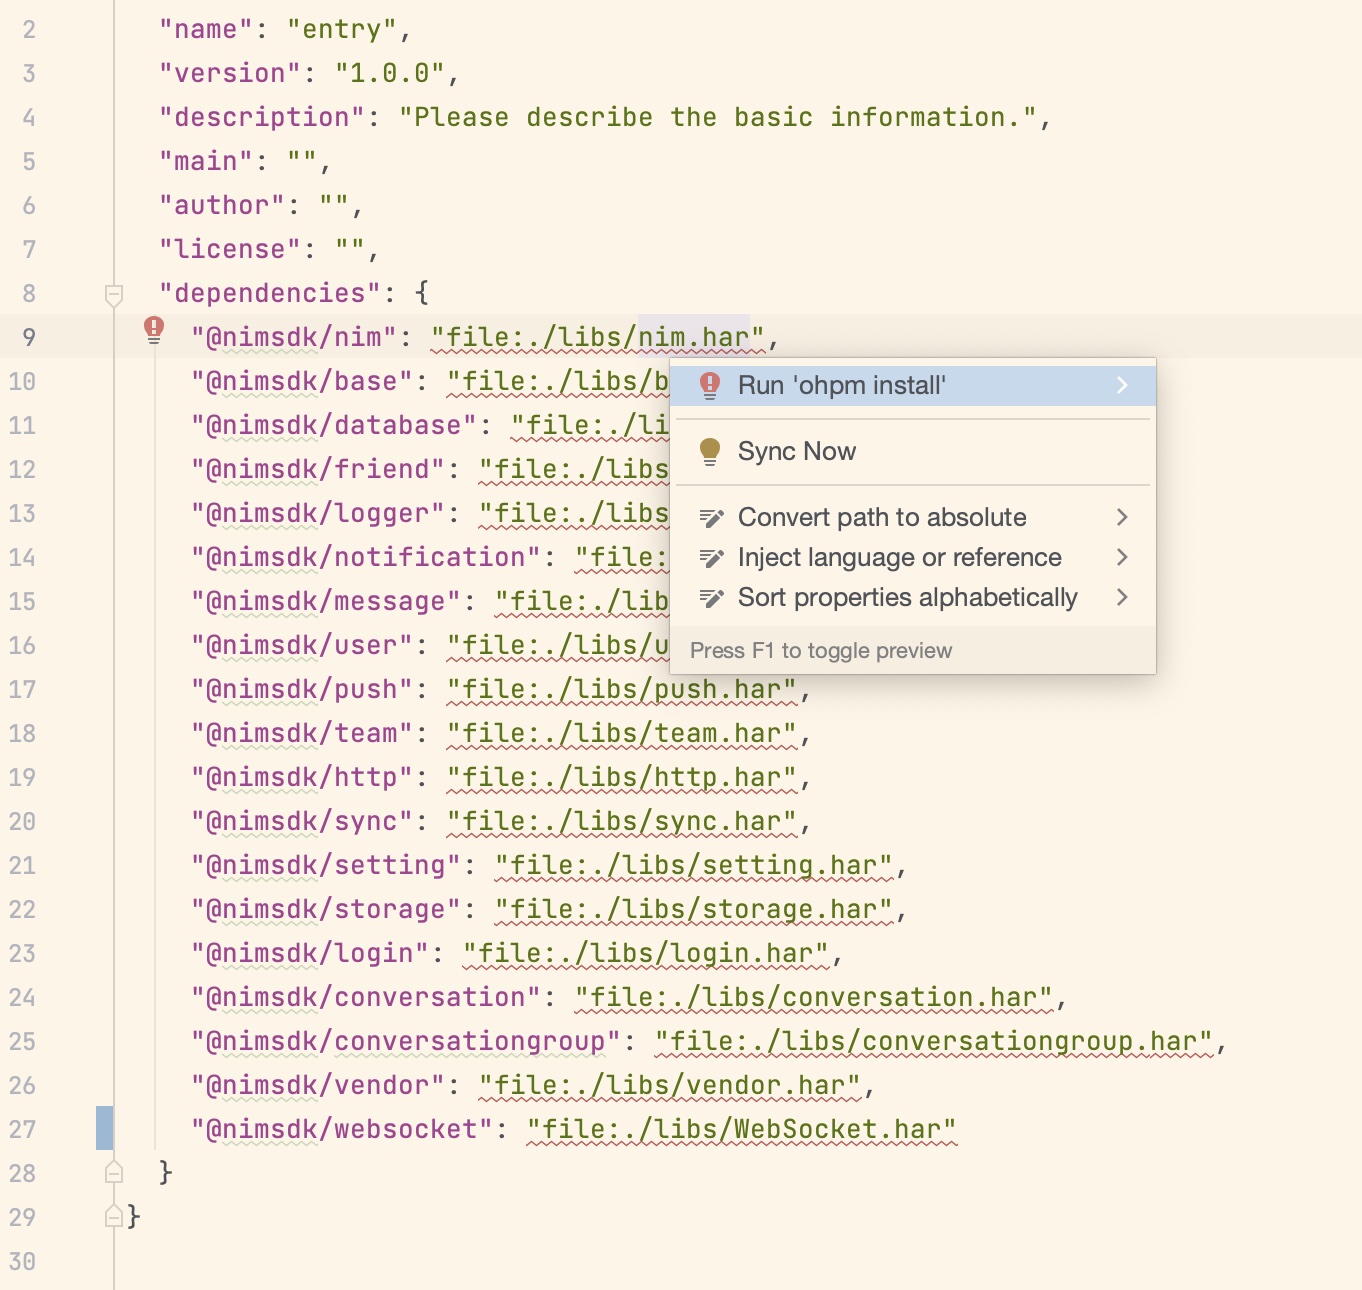 2 "name": "entry",
3 "version": "1.0.0",
4 "description": "Please describe the basic information.",
5 "main": "",
6 "author": "",
7 "license": "",
8 "dependencies": {
9 "@nimsdk/nim": "file:./libs/nim.har",
10 "@nimsdk/base": "file:./libs/b
11 "@nimsdk/database": "file:./li
12 "@nimsdk/friend": "file:./libs
13 "@nimsdk/logger": "file:./libs
14 "@nimsdk/notification": "file:
15 "@nimsdk/message": "file:./lib
16 "@nimsdk/user": "file:./libs/u
Run 'ohpm install'
Sync Now
Convert path to absolute
Inject language or reference
Sort properties alphabetically
Press F1 to toggle preview
17 "@nimsdk/push": "file:./libs/push.har",
18 "@nimsdk/team": "file:./libs/team.har",
19 "@nimsdk/http": "file:./libs/http.har",
20 "@nimsdk/sync": "file:./libs/sync.har",
21 "@nimsdk/setting": "file:./libs/setting.har",
22 "@nimsdk/storage": "file:./libs/storage.har",
23 "@nimsdk/login": "file:./libs/login.har",
24 "@nimsdk/conversation": "file:./libs/conversation.har",
25 "@nimsdk/conversationgroup": "file:./libs/conversationgroup.har",
26 "@nimsdk/vendor": "file:./libs/vendor.har",
27 "@nimsdk/websocket": "file:./libs/WebSocket.har"
28 }
29 }
30